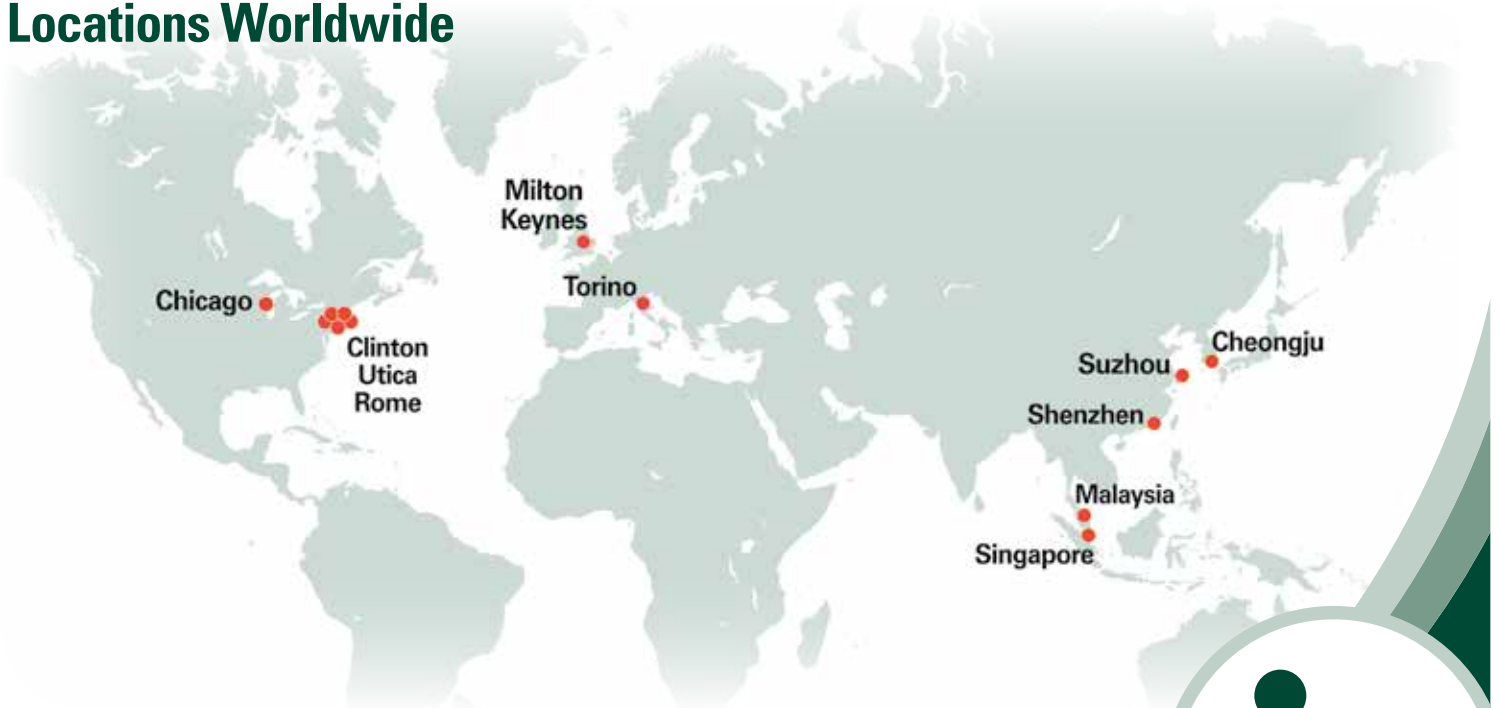 Locations Worldwide
Milton
Keynes
Torino
Chicago
Clinton
Utica
Rome
Cheongju
Suzhou
Shenzhen
Malaysia
Singapore